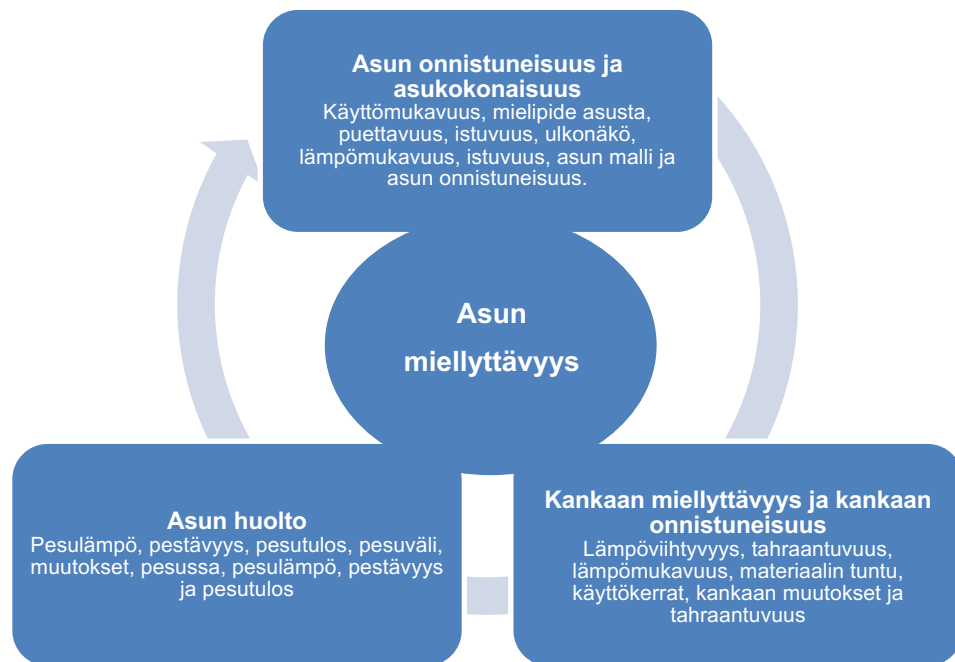 Asun onnistuneisuus ja
asukokonaisuus
Käyttömukavuus, mielipide asusta,
puettavuus, istuvuus, ulkonäkö,
lämpömukavuus, istuvuus, asun malli ja
asun onnistuneisuus.
Asun
miellyttävyys
Asun huolto
Pesulämpö, pestävyys, pesutulos, pesuväli,
muutokset, pesussa, pesulämpö, pestävyys
ja pesutulos
Kankaan miellyttävyys ja kankaan
onnistuneisuus
Lämpöviihtyvyys, tahraantuvuus,
lämpömukavuus, materiaalin tuntu,
käyttökerrat, kankaan muutokset ja
tahraantuvuus